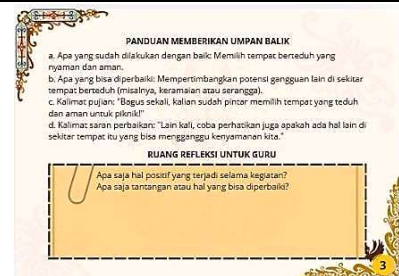 PANDUAN MEMBERIKAN UMPAN BALIK
a. Apa yang sudah dilakukan dengan baik: Memilih tempat berteduh yang
nyaman dan aman.
b. Apa yang bisa diperbaiki: Mempertimbangkan potensi gangguan lain di sekitar
tempat berteduh (misalnya, keramaian atau serangga).
c. Kalimat pujian: "Bagus sekali, kalian sudah pintar memilih tempat yang teduh
dan aman untuk piknik!"
d. Kalimat saran perbaikan: "Lain kali, coba perhatikan juga apakah ada hal lain di
sekitar tempat itu yang bisa mengganggu kenyamanan kita."
RUANG REFLEKSI UNTUK GURU
Apa saja hal positif yang terjadi selama kegiatan?
Apa saja tantangan atau hal yang bisa diperbaiki?
3